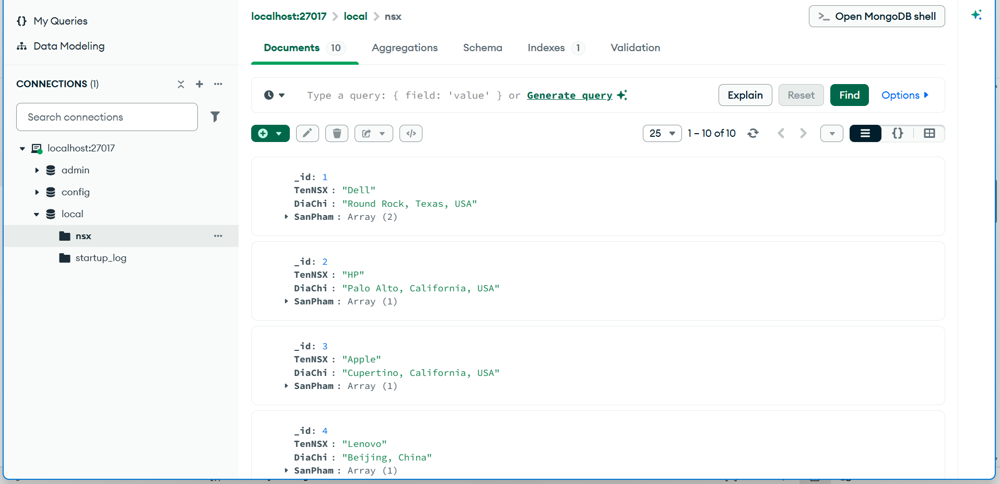 My Queries
Data Modeling
CONNECTIONS (1)
Search connections
localhost:27017
admin
config
local
nsx
startup_log
localhost:27017 > local > nsx
>_ Open MongoDB shell
Documents 10 Aggregations Schema Indexes 1 Validation
Type a query: { field: 'value' } or Generate query
Explain Reset Find Options
25 1 – 10 of 10
_id: 1
TenNSX : "Dell"
DiaChi : "Round Rock, Texas, USA"
SanPham : Array (2)
_id: 2
TenNSX : "HP"
DiaChi : "Palo Alto, California, USA"
SanPham : Array (1)
_id: 3
TenNSX : "Apple"
DiaChi : "Cupertino, California, USA"
SanPham : Array (1)
_id: 4
TenNSX : "Lenovo"
DiaChi : "Beijing, China"
SanPham : Array (1)